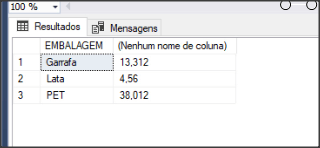 100 %
Resultados Mensagens
EMBALAGEM (Nenhum nome de coluna)
1 Garrafa 13,312
2 Lata 4,56
3 PET 38,012